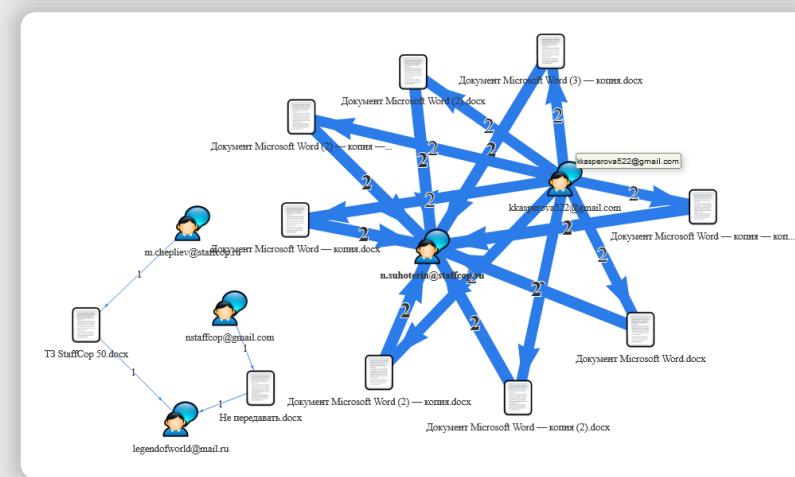 Документ Microsoft Word (3) — копия.docx
Документ Microsoft Word (2).docx
2
2
Документ Microsoft Word (2) — копия —...
2
2
2
kkasperova522@gmail.com
2
2
2
kkasperova522@gmail.com
m.chepliev@staffcop.ru
Документ Microsoft Word — копия.docx
2
2
Документ Microsoft Word — копия — коп...
2
n.suhoterin@staffcop.ru
1
2
2
2
nstaffcop@gmail.com
2
1
ТЗ StaffCop 50.docx
Документ Microsoft Word.docx
1
1
Документ Microsoft Word (2) — копия.docx
Не передавать.docx
Документ Microsoft Word — копия (2).docx
legendofworld@mail.ru